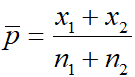 p̅ = (x₁ + x₂) / (n₁ + n₂)